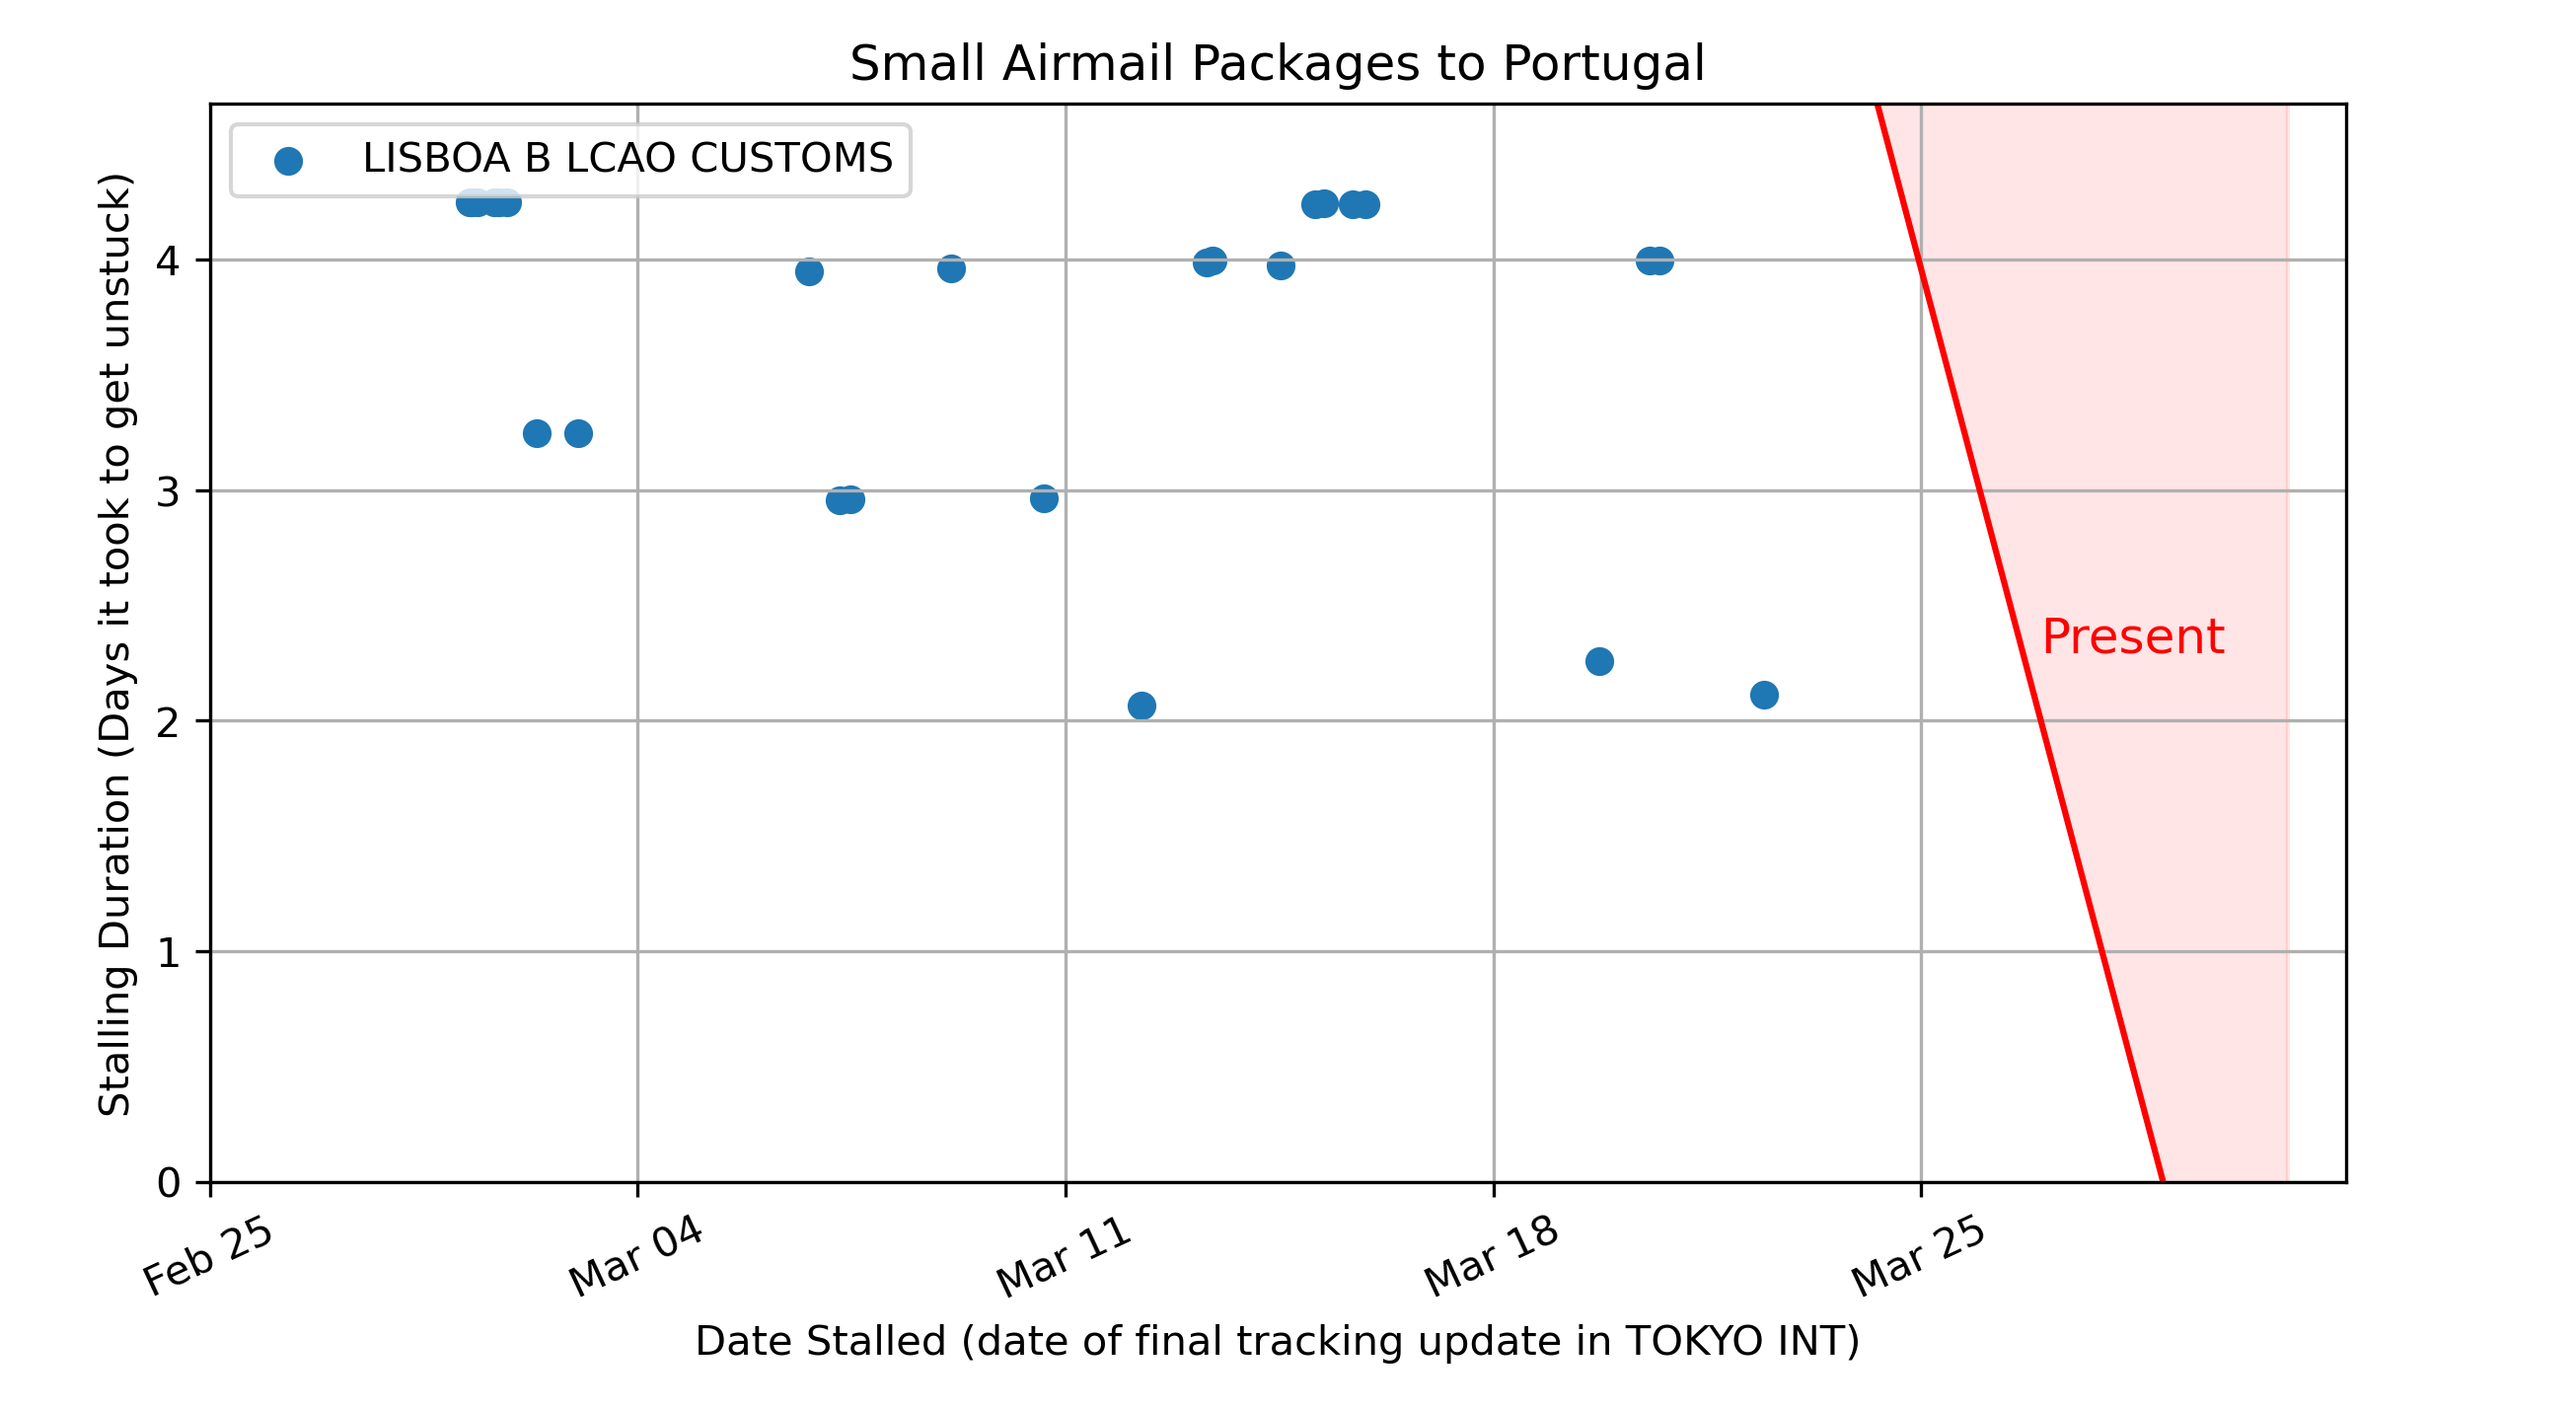 Small Airmail Packages to Portugal
LISBOA B LCAO CUSTOMS
Stalling Duration (Days it took to get unstuck)
4
3
2
1
0
Present
Feb 25
Mar 04
Mar 11
Mar 18
Mar 25
Date Stalled (date of final tracking update in TOKYO INT)